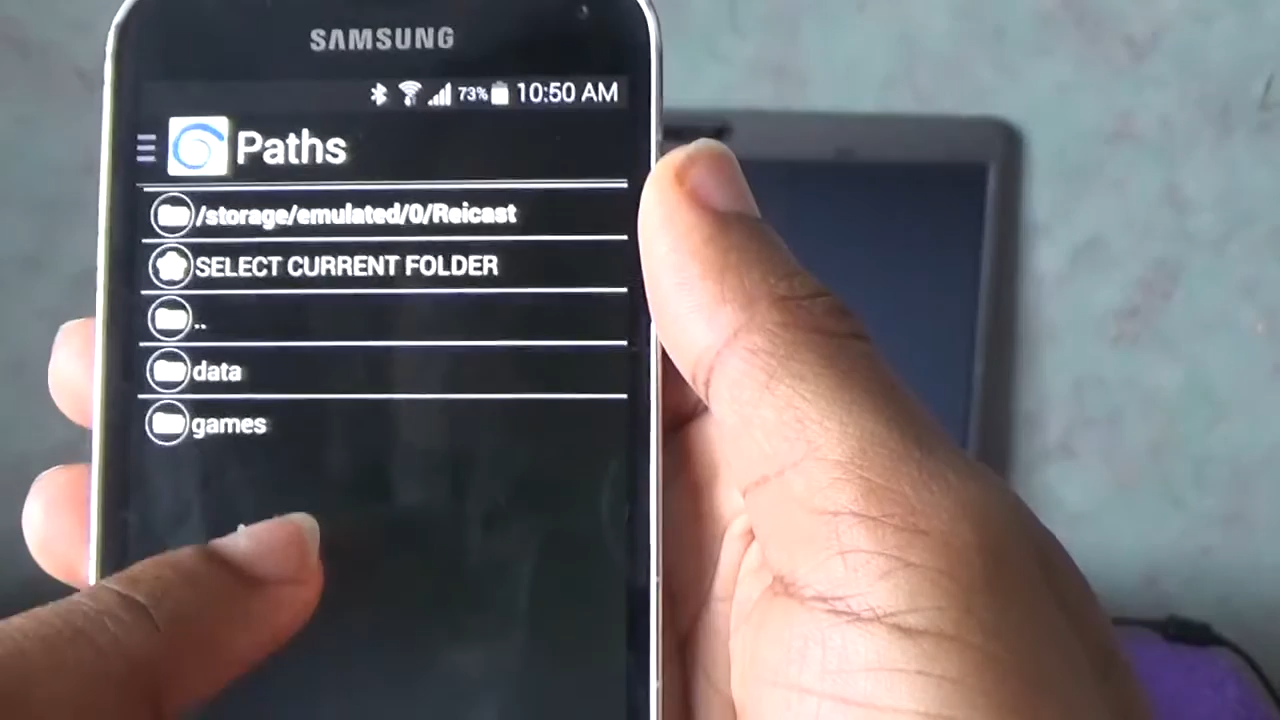 SAMSUNG
73% 10:50 AM
Paths
/storage/emulated/0/Reicast
SELECT CURRENT FOLDER
..
data
games